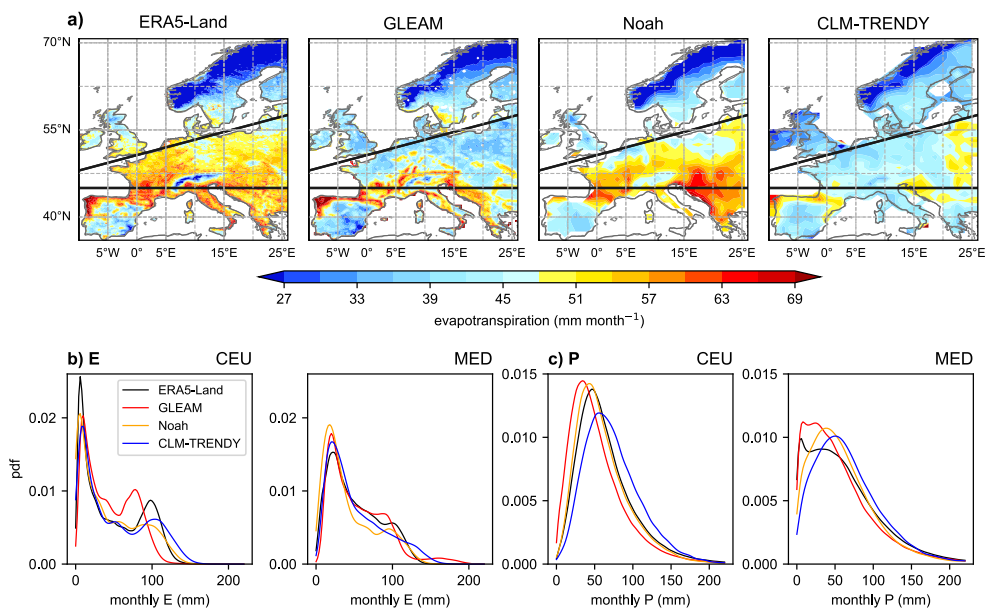 a) ERA5-Land GLEAM Noah CLM-TRENDY
70°N
55°N
40°N
5°W 0° 5°E 15°E 25°E 5°W 0° 5°E 15°E 25°E 5°W 0° 5°E 15°E 25°E 5°W 0° 5°E 15°E 25°E
27 33 39 45 51 57 63 69
evapotranspiration (mm month⁻¹)
b) E CEU MED c) P CEU MED
ERA5-Land
GLEAM
Noah
CLM-TRENDY
pdf
0.02
0.01
0.00
0.02
0.01
0.00
0.015
0.010
0.005
0.000
0.015
0.010
0.005
0.000
0 100 200 0 100 200 0 50 100 150 200 0 50 100 150 200
monthly E (mm) monthly E (mm) monthly P (mm) monthly P (mm)